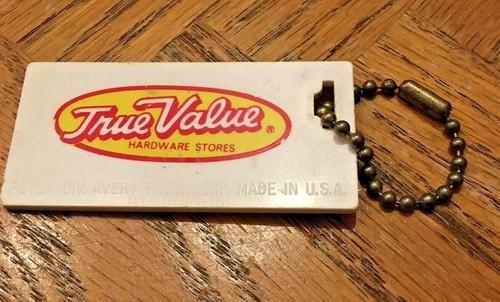 True Value®
HARDWARE STORES
DIV. AVERY PROD. CORP. MADE IN U.S.A.